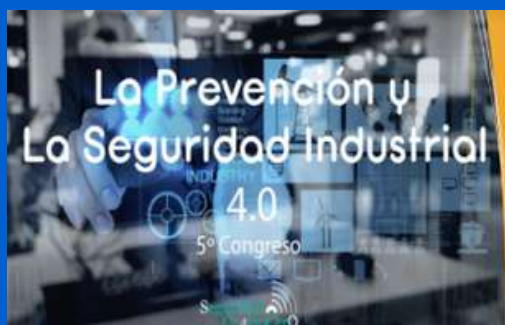 La Prevención y
La Seguridad Industrial
INDUSTRY
4.0
5º Congreso